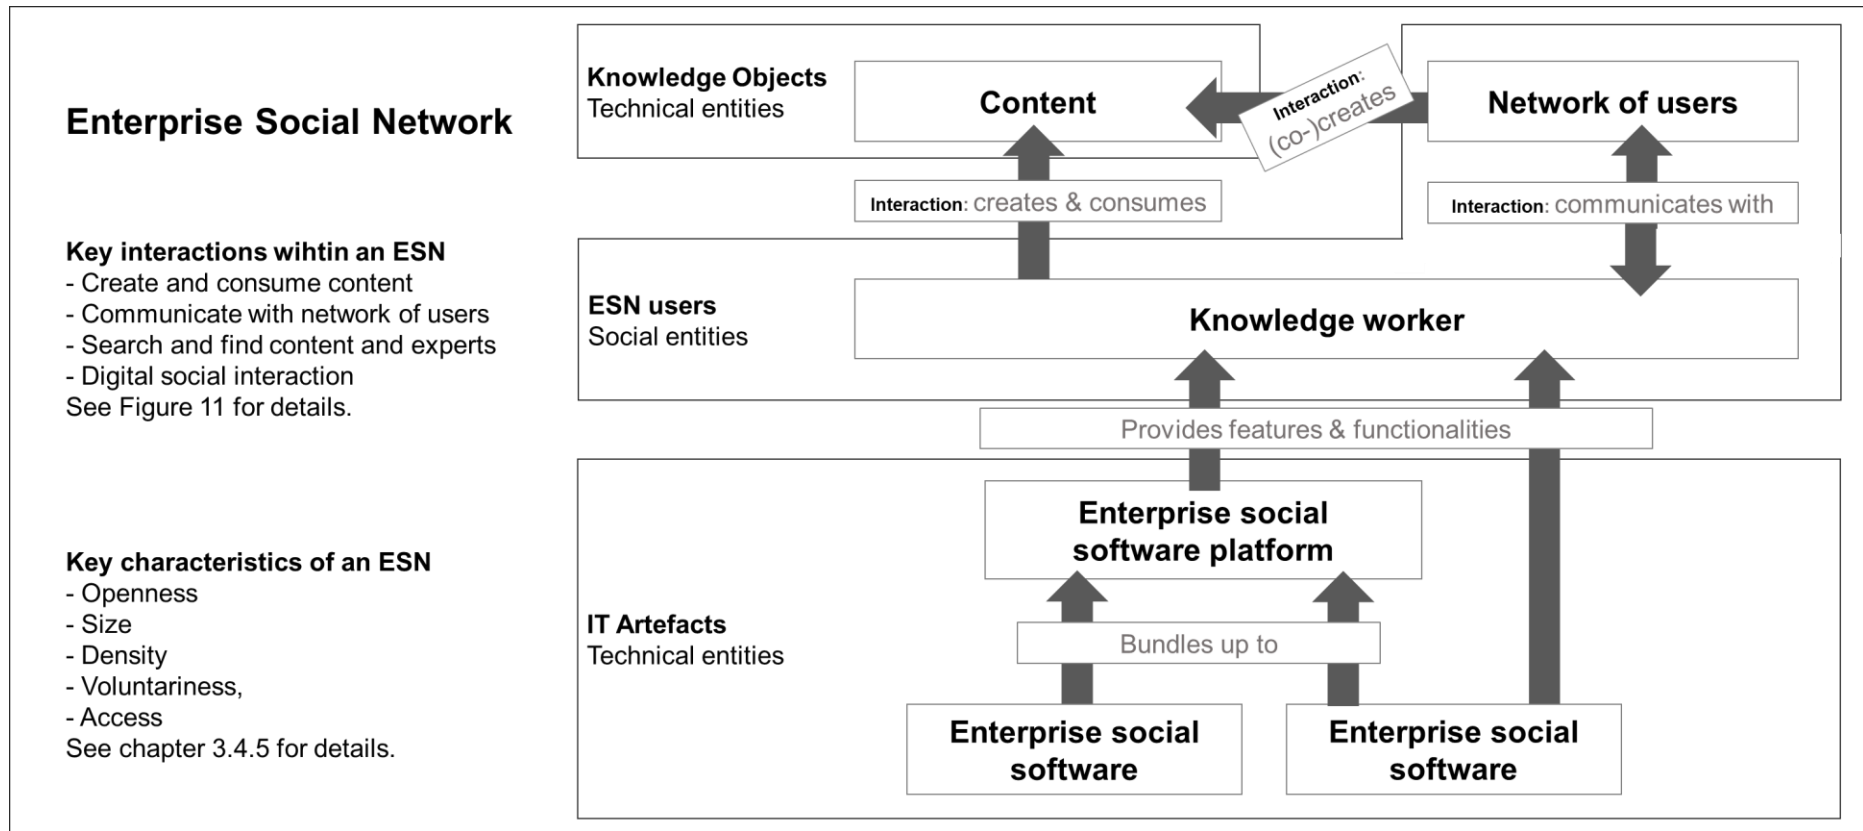 Enterprise Social Network
Key interactions wihtin an ESN
- Create and consume content
- Communicate with network of users
- Search and find content and experts
- Digital social interaction
See Figure 11 for details.
Key characteristics of an ESN
- Openness
- Size
- Density
- Voluntariness,
- Access
See chapter 3.4.5 for details.
Knowledge Objects
Technical entities
Content
Interaction:
(co-)creates
Network of users
Interaction: creates & consumes
Interaction: communicates with
ESN users
Social entities
Knowledge worker
Provides features & functionalities
IT Artefacts
Technical entities
Enterprise social
software platform
Bundles up to
Enterprise social
software
Enterprise social
software